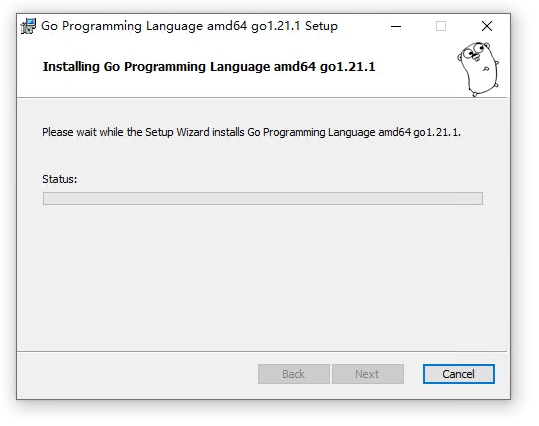 Go Programming Language amd64 go1.21.1 Setup
Installing Go Programming Language amd64 go1.21.1
Please wait while the Setup Wizard installs Go Programming Language amd64 go1.21.1.
Status:
Back Next Cancel